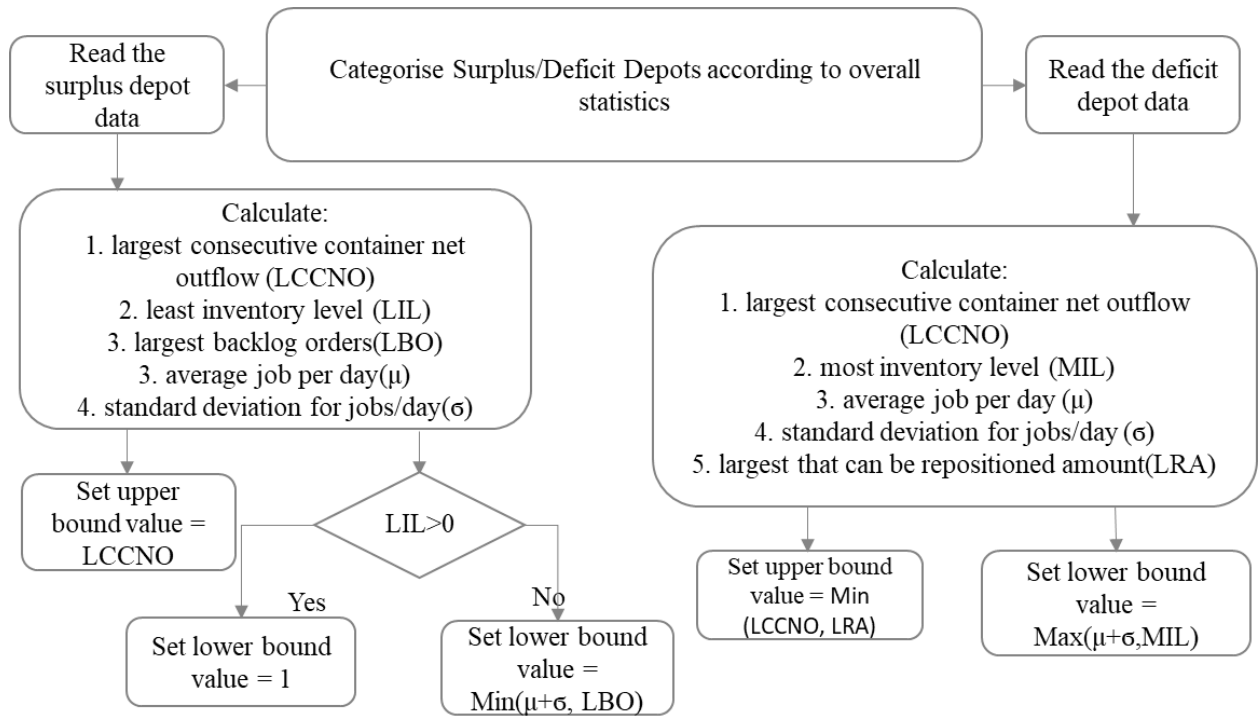 Categorise Surplus/Deficit Depots according to overall
statistics
Read the
surplus depot
data
Read the deficit
depot data
Calculate:
1. largest consecutive container net
outflow (LCCNO)
2. least inventory level (LIL)
3. largest backlog orders(LBO)
3. average job per day(μ)
4. standard deviation for jobs/day(ϭ)
Calculate:
1. largest consecutive container net outflow
(LCCNO)
2. most inventory level (MIL)
3. average job per day (μ)
4. standard deviation for jobs/day (ϭ)
5. largest that can be repositioned amount(LRA)
Set upper
bound value =
LCCNO
LIL>0
Yes
No
Set lower bound
value = 1
Set lower bound
value =
Min(μ+ϭ, LBO)
Set upper bound
value = Min
(LCCNO, LRA)
Set lower bound
value =
Max(μ+ϭ,MIL)